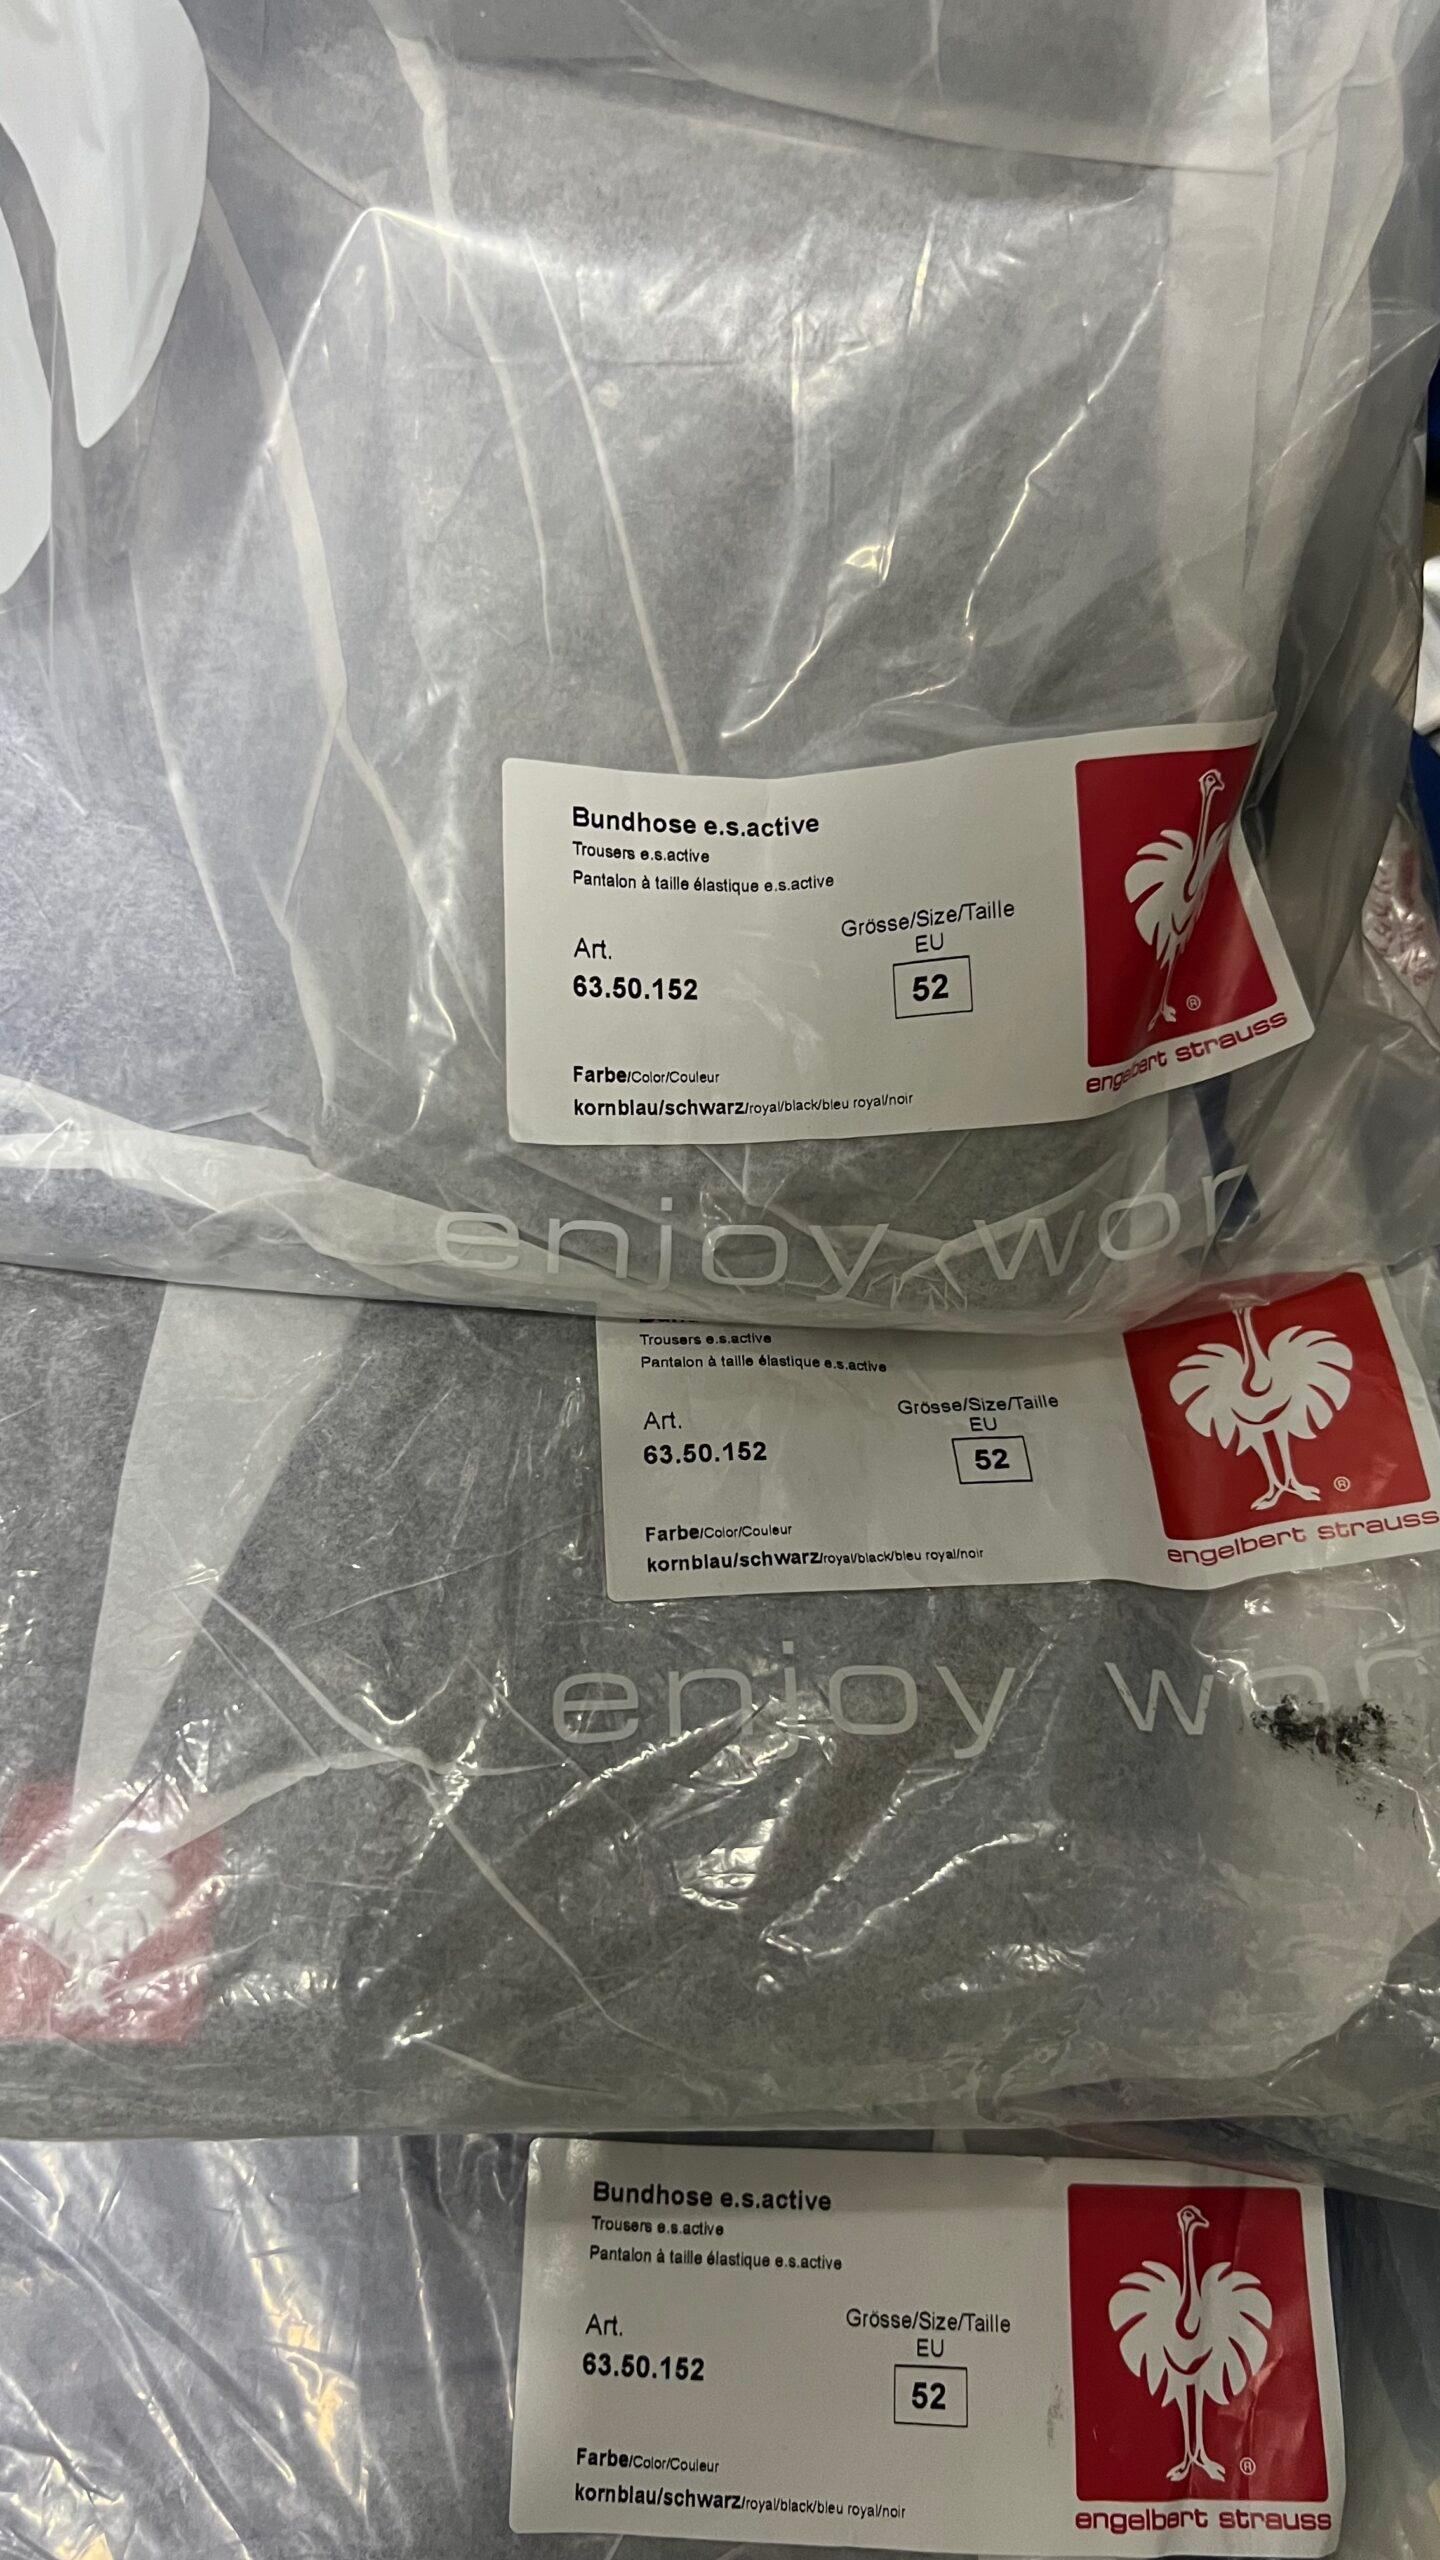 Bundhose e.s.active
Trousers e.s.active
Pantalon à taille élastique e.s.active
Grösse/Size/Taille
EU
Art.
63.50.152
52
®
engelbert strauss
Farbe/Color/Couleur
kornblau/schwarz/royal/black/bleu royal/noir
enjoy wor
Trousers e.s.active
Pantalon à taille élastique e.s.active
Grösse/Size/Taille
EU
Art.
63.50.152
52
®
engelbert strauss
Farbe/Color/Couleur
kornblau/schwarz/royal/black/bleu royal/noir
enjoy wor
Bundhose e.s.active
Trousers e.s.active
Pantalon à taille élastique e.s.active
Grösse/Size/Taille
EU
Art.
63.50.152
52
®
Farbe/Color/Couleur
kornblau/schwarz/royal/black/bleu royal/noir
engelbert strauss